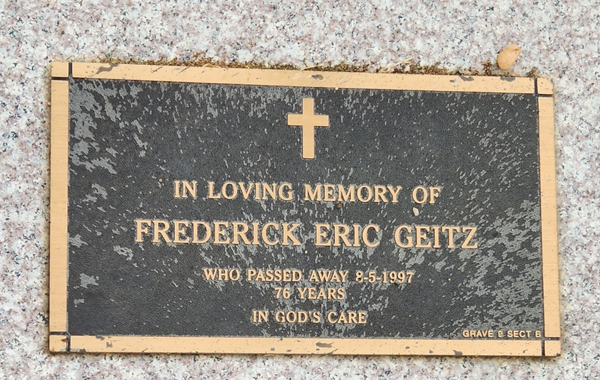 IN LOVING MEMORY OF
FREDERICK ERIC GEITZ
WHO PASSED AWAY 8-5-1997
76 YEARS
IN GOD'S CARE
GRAVE 8 SECT B